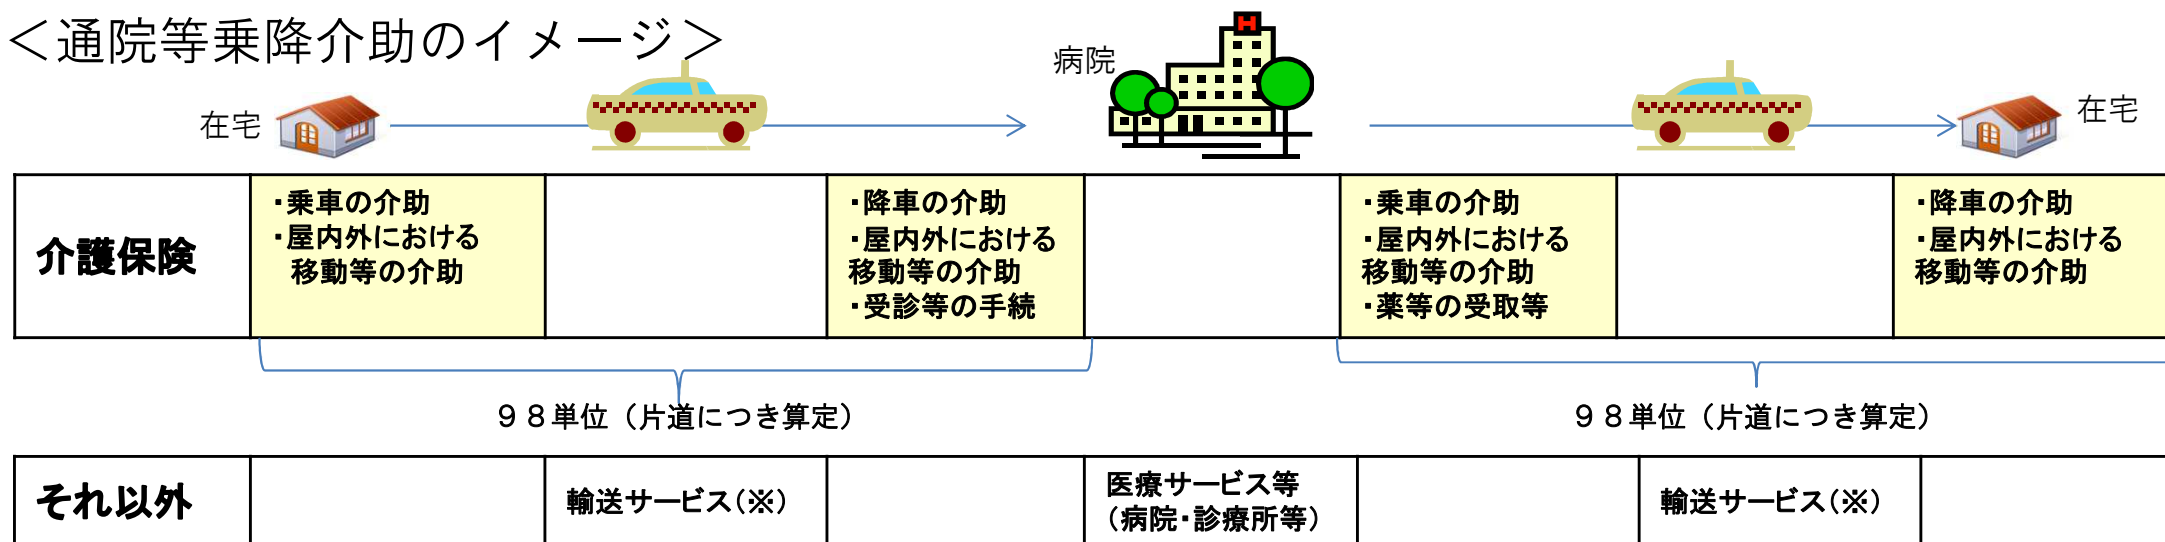 ＜通院等乗降介助のイメージ＞
病院
在宅
在宅
介護保険
・乗車の介助
・屋内外における
移動等の介助
・降車の介助
・屋内外における
移動等の介助
・受診等の手続
・乗車の介助
・屋内外における
移動等の介助
・薬等の受取等
・降車の介助
・屋内外における
移動等の介助
９８単位（片道につき算定）
９８単位（片道につき算定）
それ以外
輸送サービス（※）
医療サービス等
（病院・診療所等）
輸送サービス（※）
H